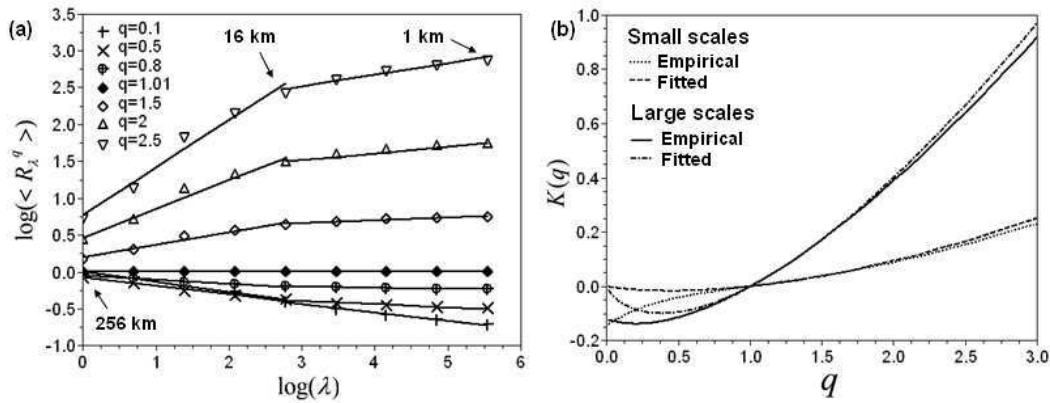 (a)
3.5
3.0
2.5
2.0
1.5
1.0
0.5
0.0
-0.5
-1.0
log(< R_λ^q >)
q=0.1
q=0.5
q=0.8
q=1.01
q=1.5
q=2
q=2.5
16 km
1 km
256 km
0 1 2 3 4 5 6
log(λ)
(b)
1.0
0.8
0.6
0.4
0.2
0.0
-0.2
K(q)
Small scales
Empirical
Fitted
Large scales
Empirical
Fitted
0.0 0.5 1.0 1.5 2.0 2.5 3.0
q